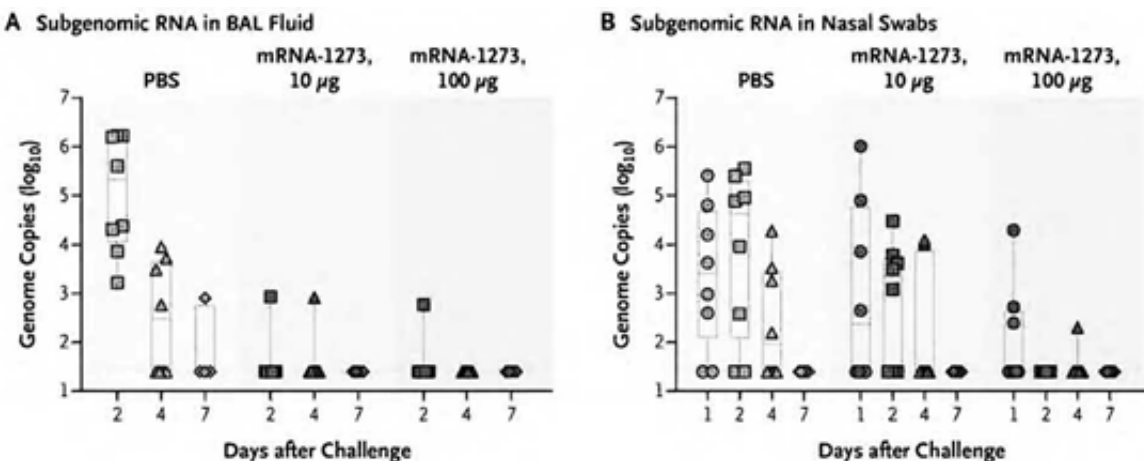 A Subgenomic RNA in BAL Fluid
PBS
mRNA-1273,
10 µg
mRNA-1273,
100 µg
Genome Copies (log10)
7
6
5
4
3
2
1
2 4 7 2 4 7 2 4 7
Days after Challenge
B Subgenomic RNA in Nasal Swabs
PBS
mRNA-1273,
10 µg
mRNA-1273,
100 µg
Genome Copies (log10)
7
6
5
4
3
2
1
1 2 4 7 1 2 4 7 1 2 4 7
Days after Challenge